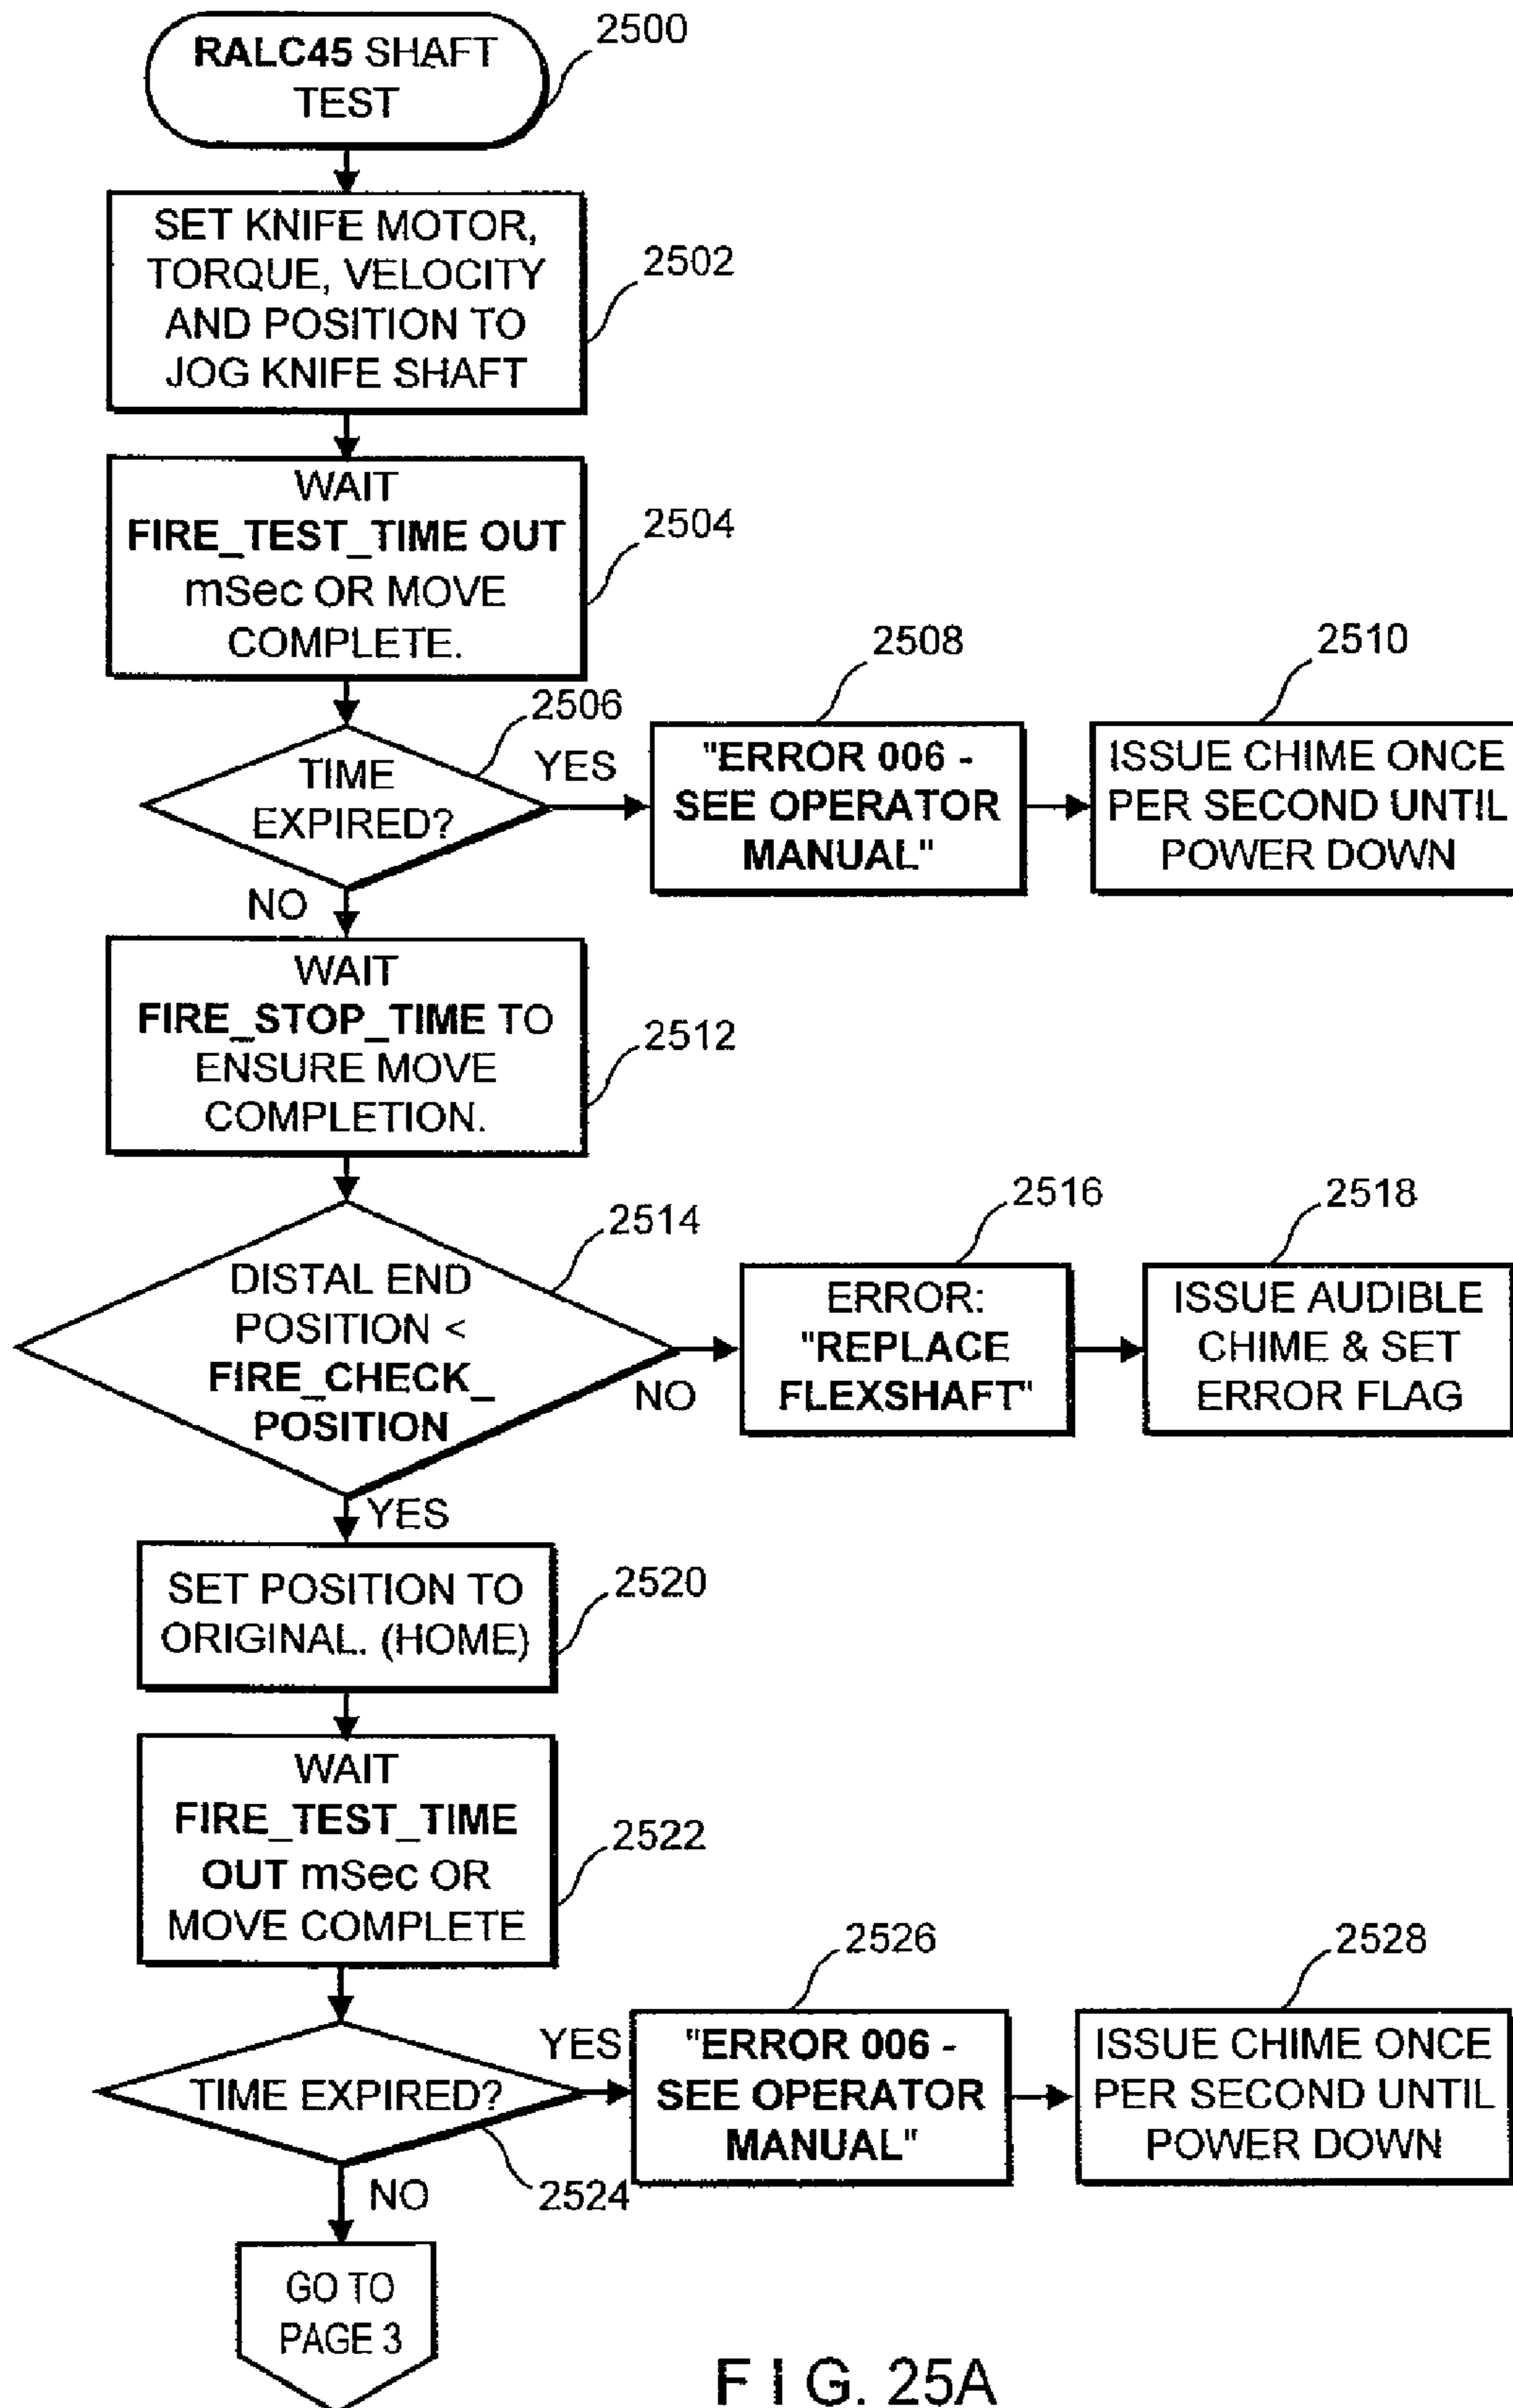 RALC45 SHAFT
TEST
2500
SET KNIFE MOTOR,
TORQUE, VELOCITY
AND POSITION TO
JOG KNIFE SHAFT
2502
WAIT
FIRE_TEST_TIME OUT
mSec OR MOVE
COMPLETE.
2504
TIME
EXPIRED?
2506
YES
NO
"ERROR 006 -
SEE OPERATOR
MANUAL"
2508
ISSUE CHIME ONCE
PER SECOND UNTIL
POWER DOWN
2510
WAIT
FIRE_STOP_TIME TO
ENSURE MOVE
COMPLETION.
2512
DISTAL END
POSITION <
FIRE_CHECK_
POSITION
2514
NO
YES
ERROR:
"REPLACE
FLEXSHAFT"
2516
ISSUE AUDIBLE
CHIME & SET
ERROR FLAG
2518
SET POSITION TO
ORIGINAL. (HOME)
2520
WAIT
FIRE_TEST_TIME
OUT mSec OR
MOVE COMPLETE
2522
TIME EXPIRED?
2524
YES
NO
"ERROR 006 -
SEE OPERATOR
MANUAL"
2526
ISSUE CHIME ONCE
PER SECOND UNTIL
POWER DOWN
2528
GO TO
PAGE 3
FIG. 25A